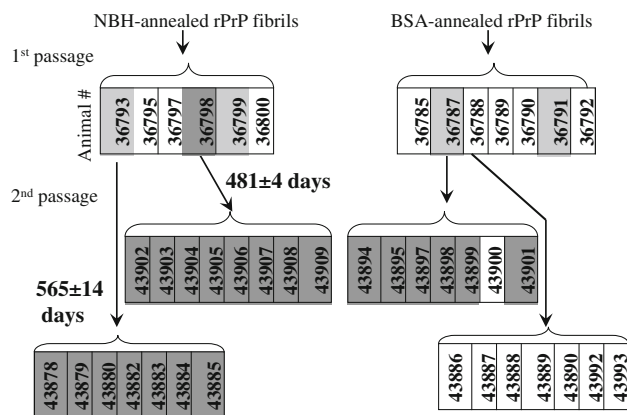 NBH-annealed rPrP fibrils
BSA-annealed rPrP fibrils
1st passage
Animal #
36793 36795 36797 36798 36799 36800
36785 36787 36788 36789 36790 36791 36792
481±4 days
2nd passage
43902 43903 43904 43905 43906 43907 43908 43909
43894 43895 43897 43898 43899 43900 43901
565±14
days
43878 43879 43880 43882 43883 43884 43885
43886 43887 43888 43889 43890 43992 43993